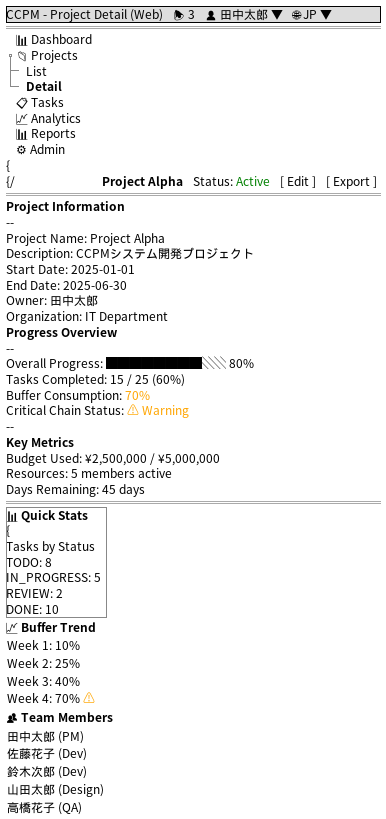 CCPM - Project Detail (Web) 3 田中太郎 ▼ JP ▼
Dashboard
Projects
List
Detail
Tasks
Analytics
Reports
Admin
{
{/ Project Alpha Status: Active [ Edit ] [ Export ]
Project Information
--
Project Name: Project Alpha
Description: CCPMシステム開発プロジェクト
Start Date: 2025-01-01
End Date: 2025-06-30
Owner: 田中太郎
Organization: IT Department
Progress Overview
--
Overall Progress: 80%
Tasks Completed: 15 / 25 (60%)
Buffer Consumption: 70%
Critical Chain Status: ⚠ Warning
--
Key Metrics
Budget Used: ¥2,500,000 / ¥5,000,000
Resources: 5 members active
Days Remaining: 45 days
Quick Stats
{
Tasks by Status
TODO: 8
IN_PROGRESS: 5
REVIEW: 2
DONE: 10
Buffer Trend
Week 1: 10%
Week 2: 25%
Week 3: 40%
Week 4: 70% ⚠
Team Members
田中太郎 (PM)
佐藤花子 (Dev)
鈴木次郎 (Dev)
山田太郎 (Design)
高橋花子 (QA)